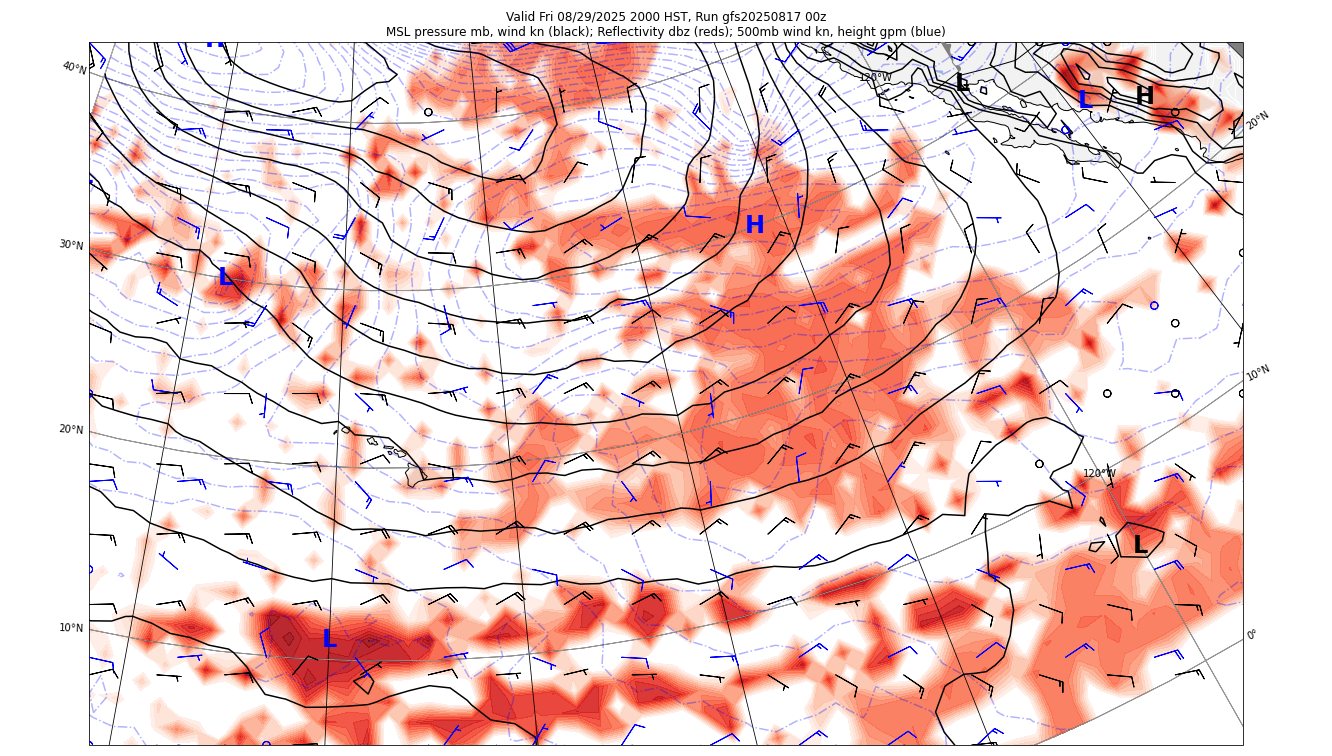 Valid Fri 08/29/2025 2000 HST, Run gfs20250817 00z
MSL pressure mb, wind kn (black); Reflectivity dbz (reds); 500mb wind kn, height gpm (blue)
H
40°N
120°W
L
L
H
20°N
H
30°N
L
10°N
20°N
120°W
L
10°N
L
0°